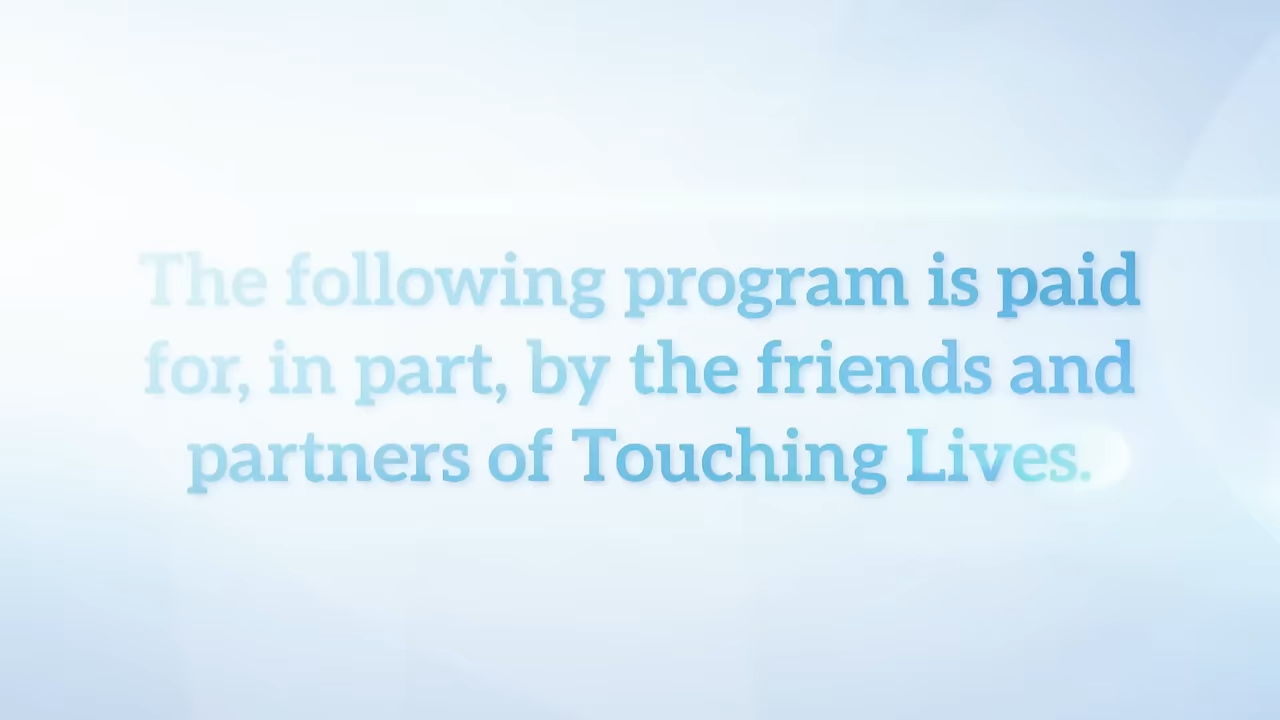 The following program is paid
for, in part, by the friends and
partners of Touching Lives.